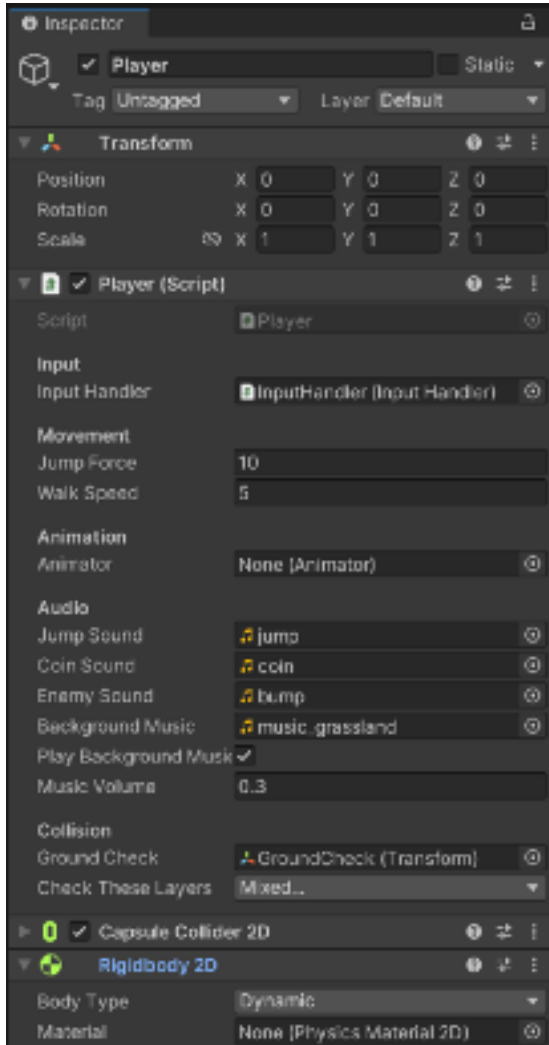 Inspector
Player Static
Tag Untagged Layer Default
Transform
Position X 0 Y 0 Z 0
Rotation X 0 Y 0 Z 0
Scale X 1 Y 1 Z 1
Player (Script)
Script Player
Input
Input Handler InputHandler (Input Handler)
Movement
Jump Force 10
Walk Speed 5
Animation
Animator None (Animator)
Audio
Jump Sound jump
Coin Sound coin
Enemy Sound bump
Background Music music_grassland
Play Background Musi
Music Volume 0.3
Collision
Ground Check GroundCheck (Transform)
Check These Layers Mixed...
Capsule Collider 2D
Rigidbody 2D
Body Type Dynamic
Material None (Physics Material 2D)